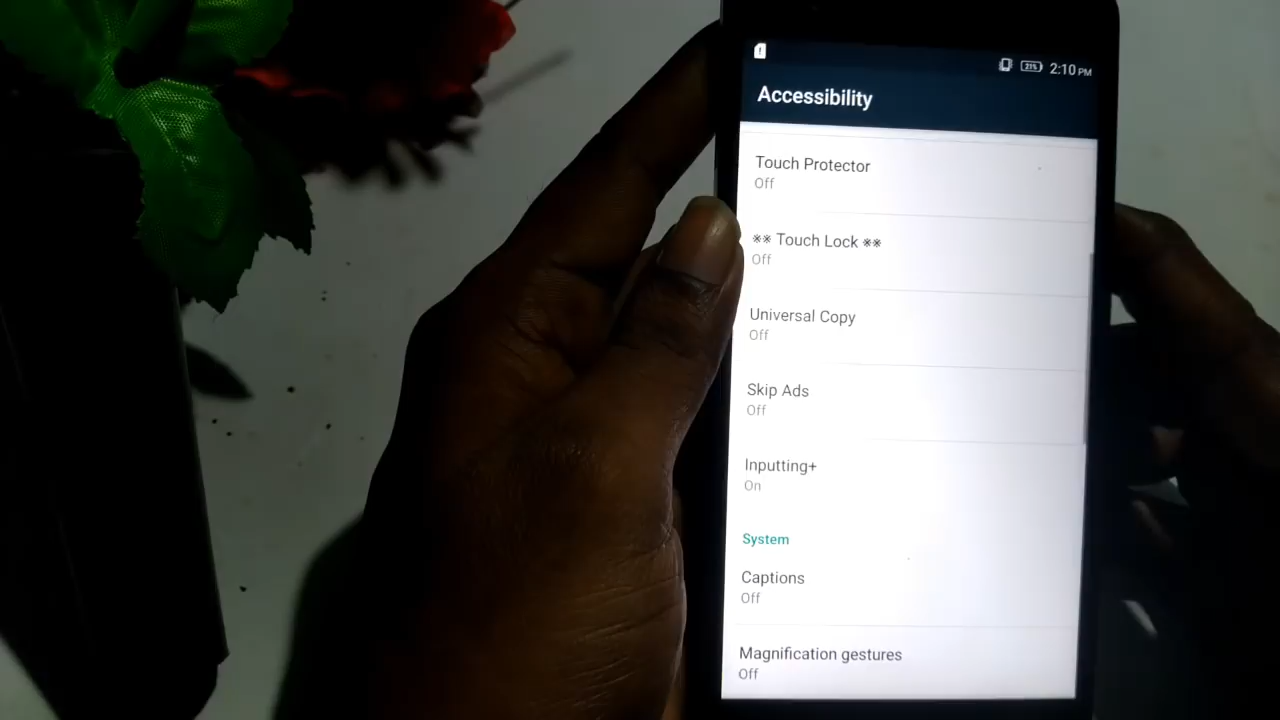 21%
2:10 PM
Accessibility
Touch Protector
Off
※※ Touch Lock ※※
Off
Universal Copy
Off
Skip Ads
Off
Inputting+
On
System
Captions
Off
Magnification gestures
Off